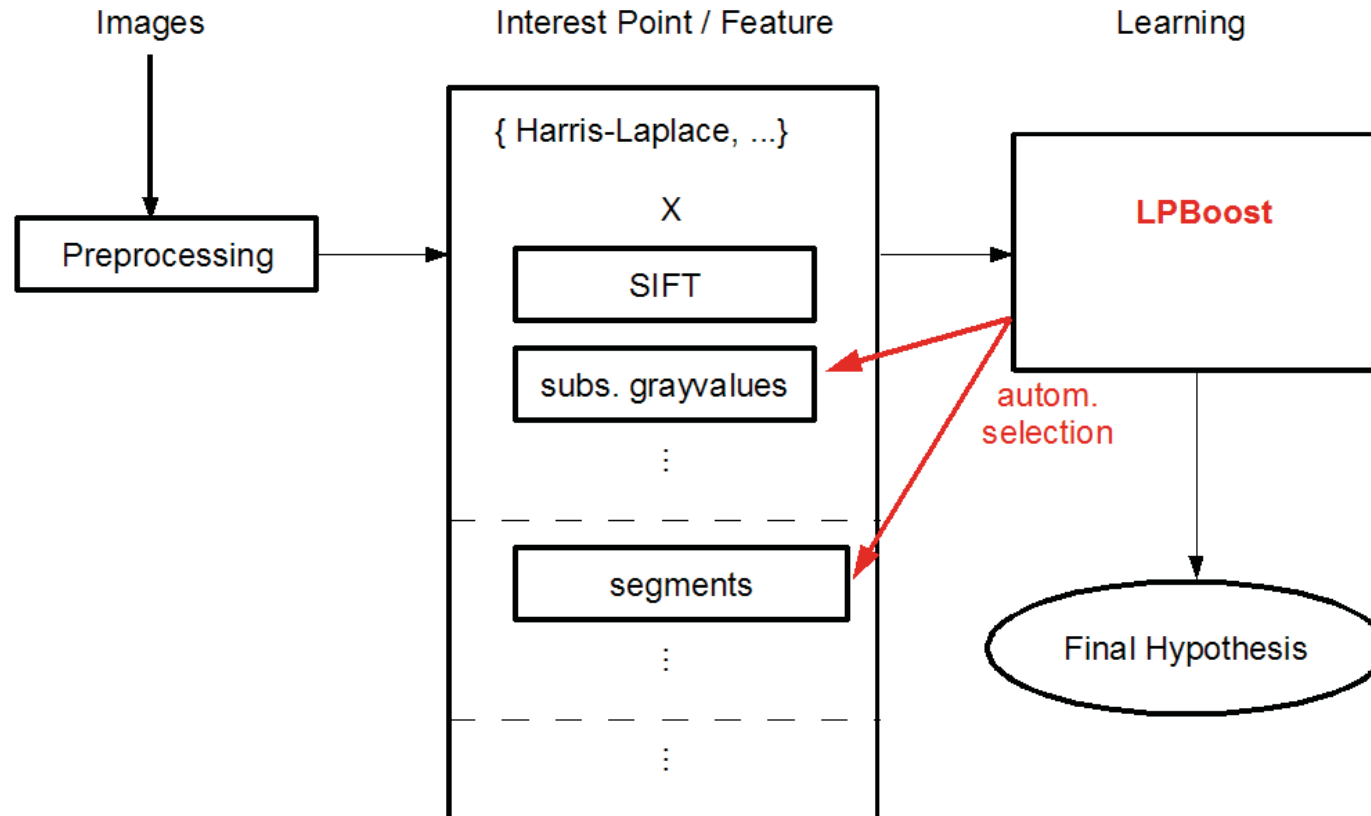 Images
Interest Point / Feature
Learning
{ Harris-Laplace, ...}
X
Preprocessing
SIFT
subs. grayvalues
⋮
segments
⋮
⋮
LPBoost
autom.
selection
Final Hypothesis